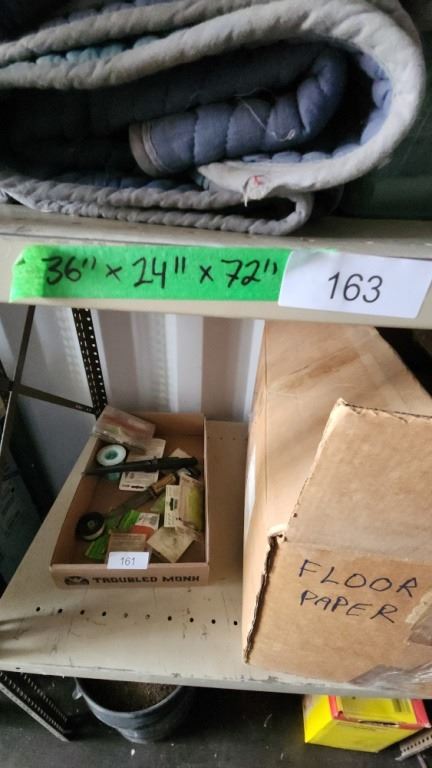 36" x 24" x 72"
163
161
TROUBLED MONK
FLOOR
PAPER